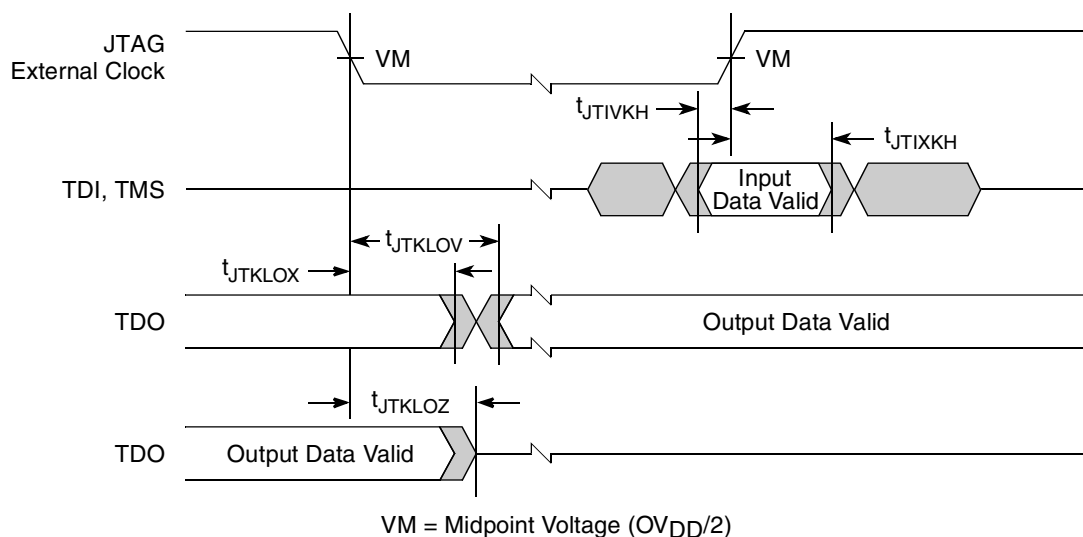 JTAG
External Clock
VM
VM
tJTIVKH
tJTIXKH
TDI, TMS
Input
Data Valid
tJTKLOV
tJTKLOX
TDO
Output Data Valid
tJTKLOZ
TDO
Output Data Valid
VM = Midpoint Voltage (OVDD/2)